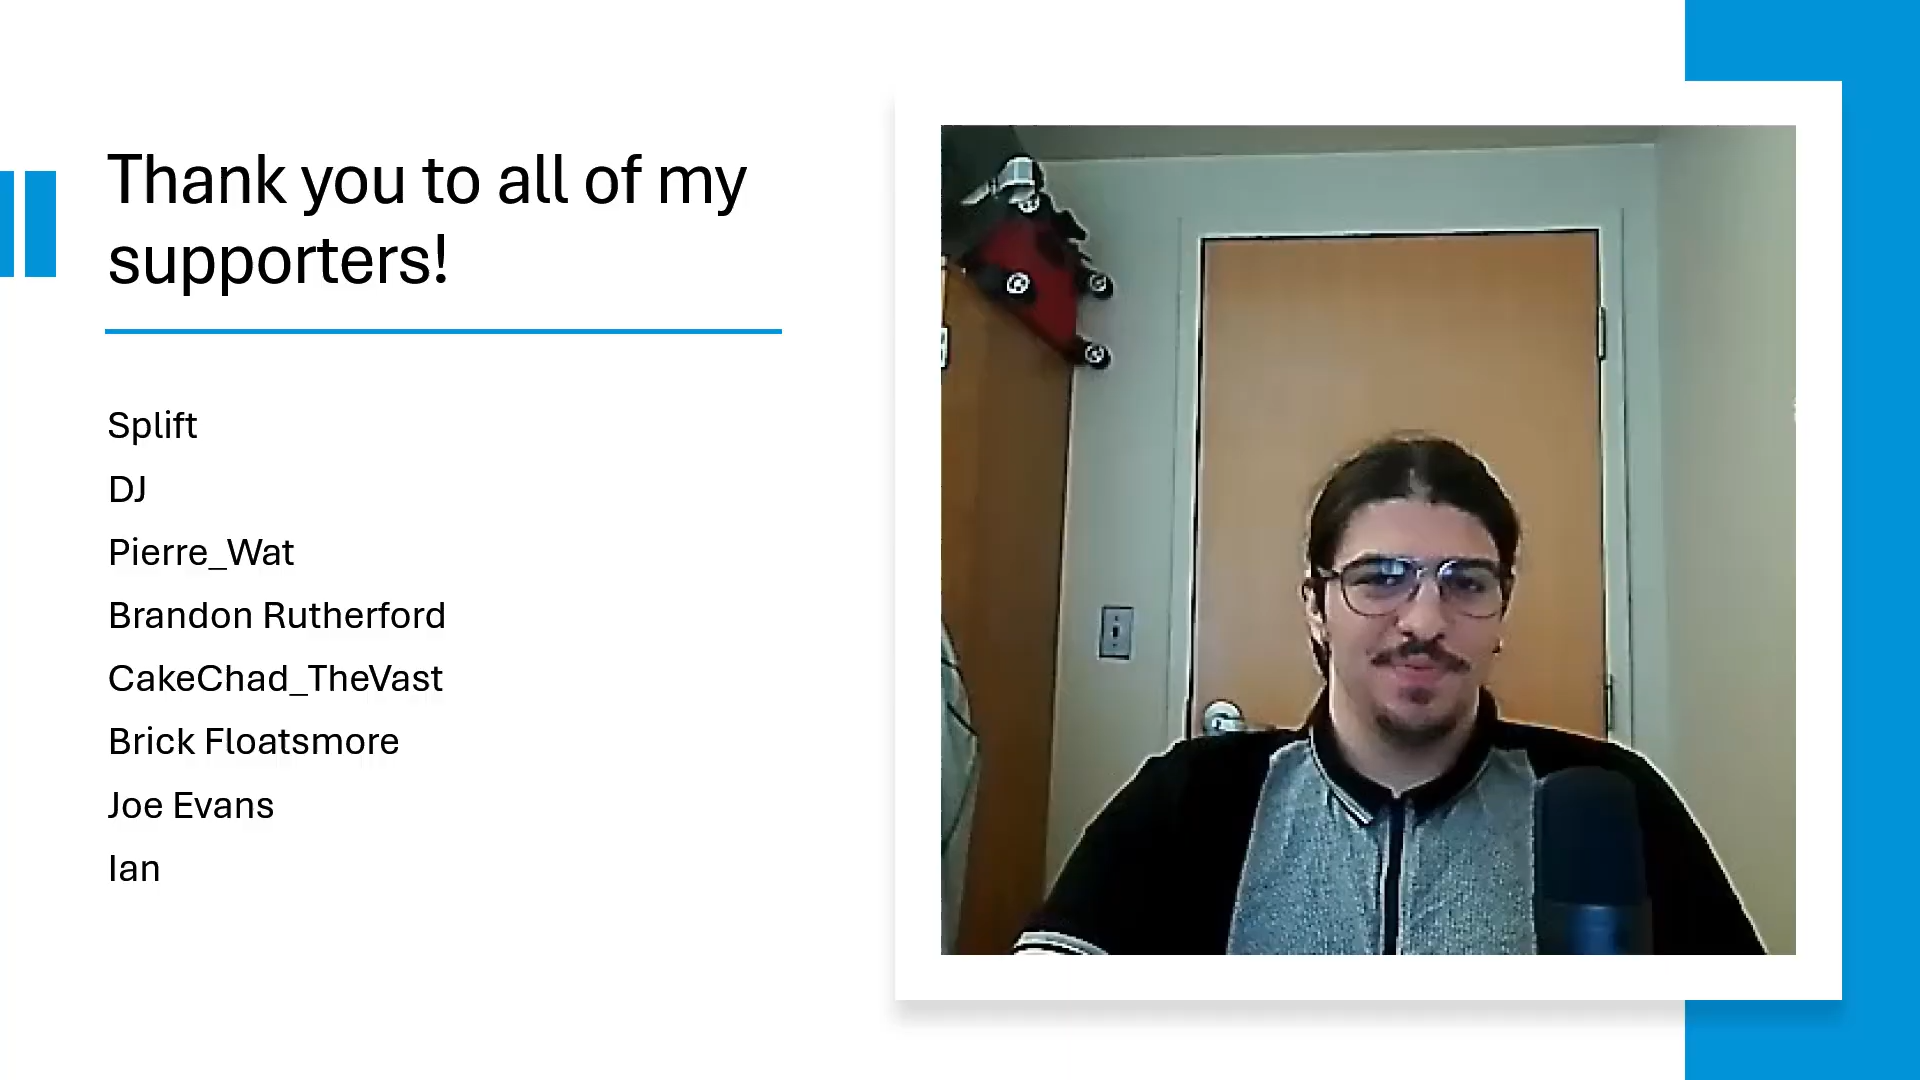 Thank you to all of my
supporters!
Splift
DJ
Pierre_Wat
Brandon Rutherford
CakeChad_TheVast
Brick Floatsmore
Joe Evans
Ian